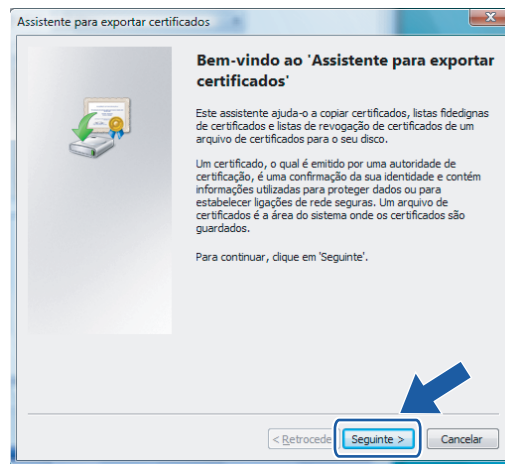 Assistente para exportar certificados
Bem-vindo ao 'Assistente para exportar
certificados'
Este assistente ajuda-o a copiar certificados, listas fidedignas
de certificados e listas de revogação de certificados de um
arquivo de certificados para o seu disco.
Um certificado, o qual é emitido por uma autoridade de
certificação, é uma confirmação da sua identidade e contém
informações utilizadas para proteger dados ou para
estabelecer ligações de rede seguras. Um arquivo de
certificados é a área do sistema onde os certificados são
guardados.
Para continuar, clique em 'Seguinte'.
< Retrocede Seguinte > Cancelar